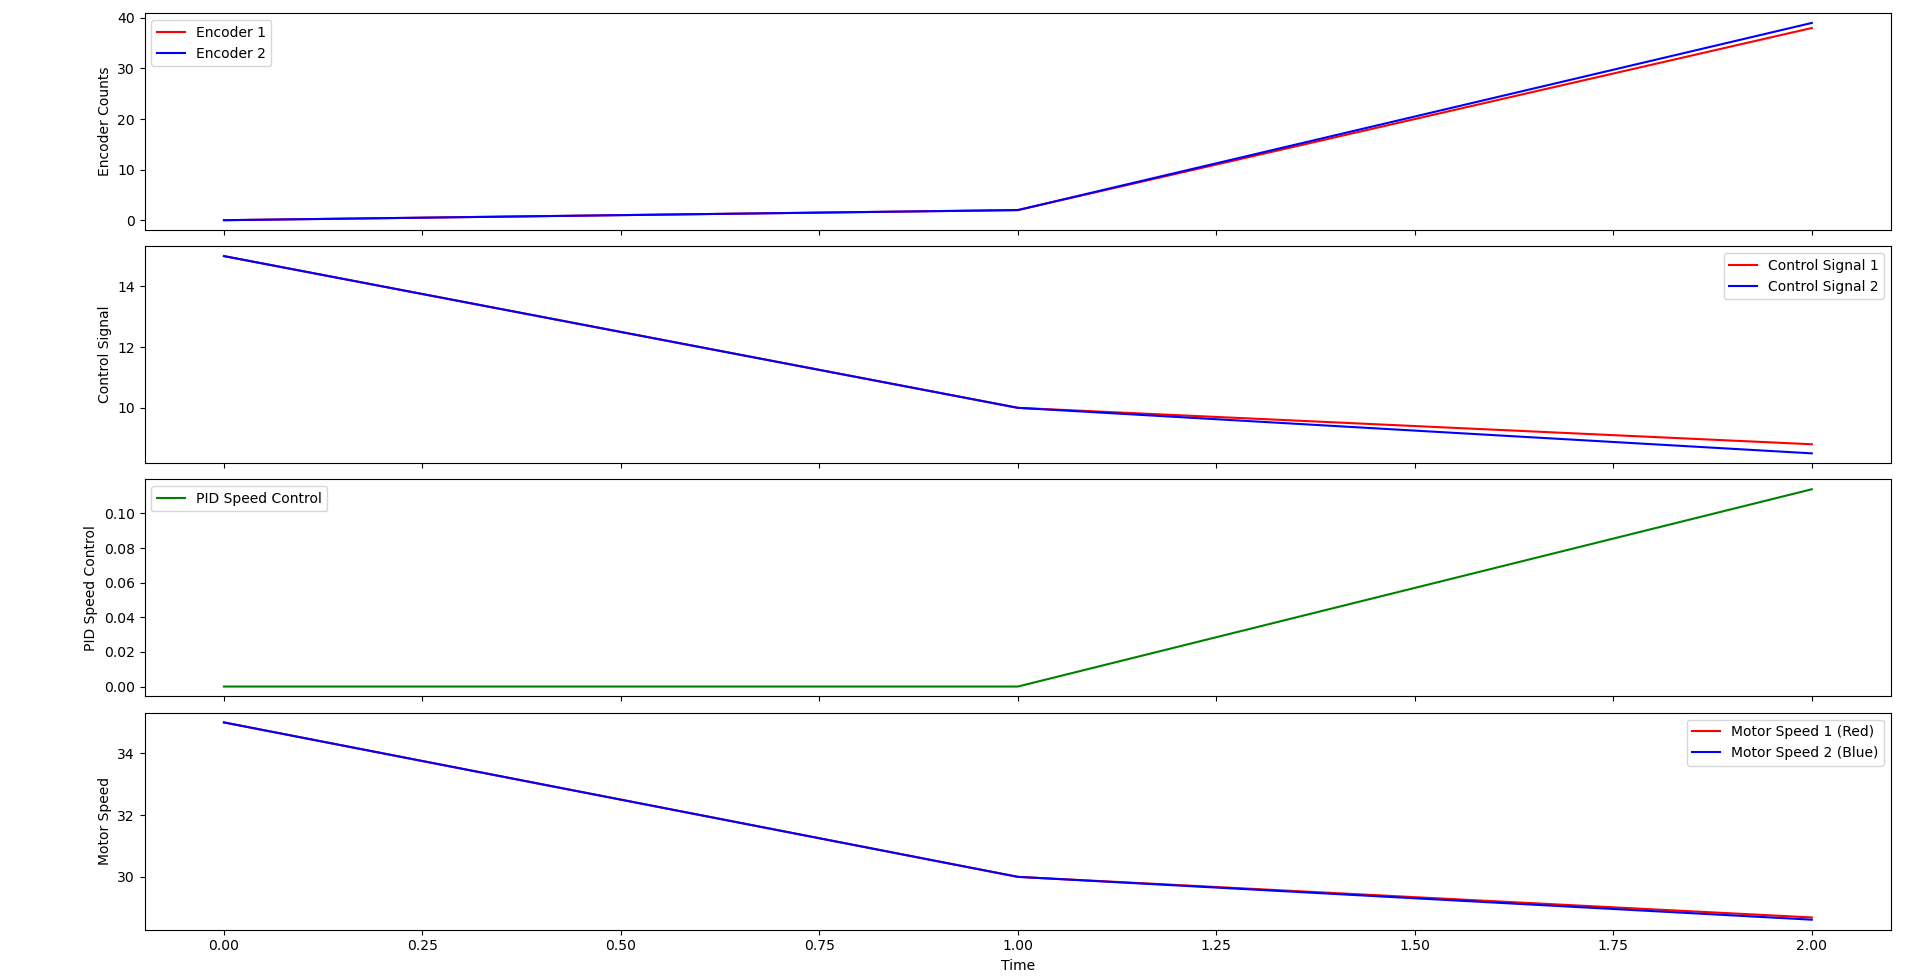 40
30
20
10
0
Encoder Counts
Encoder 1
Encoder 2
14
12
10
Control Signal
Control Signal 1
Control Signal 2
0.10
0.08
0.06
0.04
0.02
0.00
PID Speed Control
PID Speed Control
34
32
30
Motor Speed
Motor Speed 1 (Red)
Motor Speed 2 (Blue)
0.00 0.25 0.50 0.75 1.00 1.25 1.50 1.75 2.00
Time